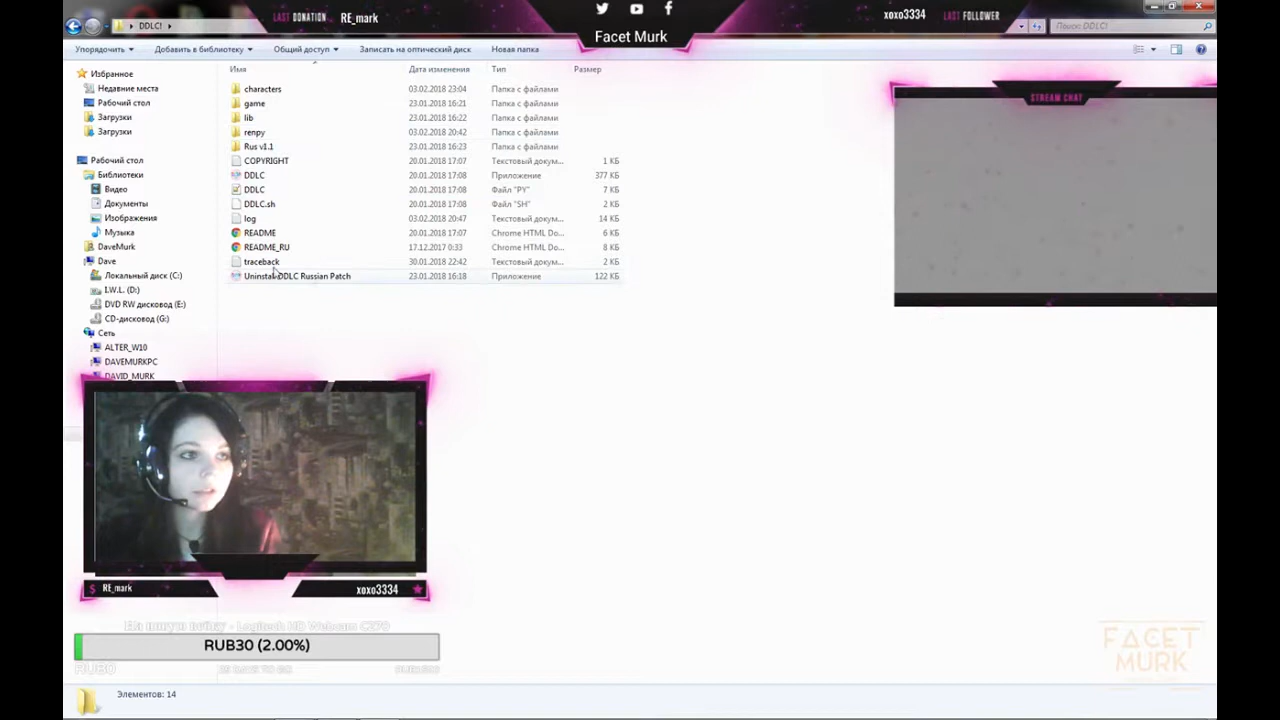 LAST DONATION RE_mark
Facet Murk
xoxo3334 LAST FOLLOWER
DDLC!
Поиск: DDLC!
Упорядочить Добавить в библиотеку Общий доступ Записать на оптический диск Новая папка
Имя Дата изменения Тип Размер
characters 03.02.2018 23:04 Папка с файлами
game 23.01.2018 16:21 Папка с файлами
lib 23.01.2018 16:22 Папка с файлами
renpy 03.02.2018 20:42 Папка с файлами
Rus v1.1 23.01.2018 16:23 Папка с файлами
COPYRIGHT 20.01.2018 17:07 Текстовый докум... 1 КБ
DDLC 20.01.2018 17:08 Приложение 377 КБ
DDLC 20.01.2018 17:08 Файл "PY" 7 КБ
DDLC.sh 20.01.2018 17:08 Файл "SH" 2 КБ
log 03.02.2018 20:47 Текстовый докум... 14 КБ
README 20.01.2018 17:07 Chrome HTML Do... 6 КБ
README_RU 17.12.2017 0:33 Chrome HTML Do... 8 КБ
traceback 30.01.2018 22:42 Текстовый докум... 2 КБ
Uninstall DDLC Russian Patch 23.01.2018 16:18 Приложение 122 КБ
Избранное
Недавние места
Рабочий стол
Загрузки
Загрузки
Рабочий стол
Библиотеки
Видео
Документы
Изображения
Музыка
DaveMurk
Dave
Локальный диск (C:)
I.W.L. (D:)
DVD RW дисковод (E:)
CD-дисковод (G:)
Сеть
ALTER_W10
DAVEMURKPC
DAVID_MURK
STREAM CHAT
$ RE_mark xoxo3334
На новую вебку - Logitech HD Webcam C270
RUB30 (2.00%)
RUB0
FACET
MURK
Элементов: 14